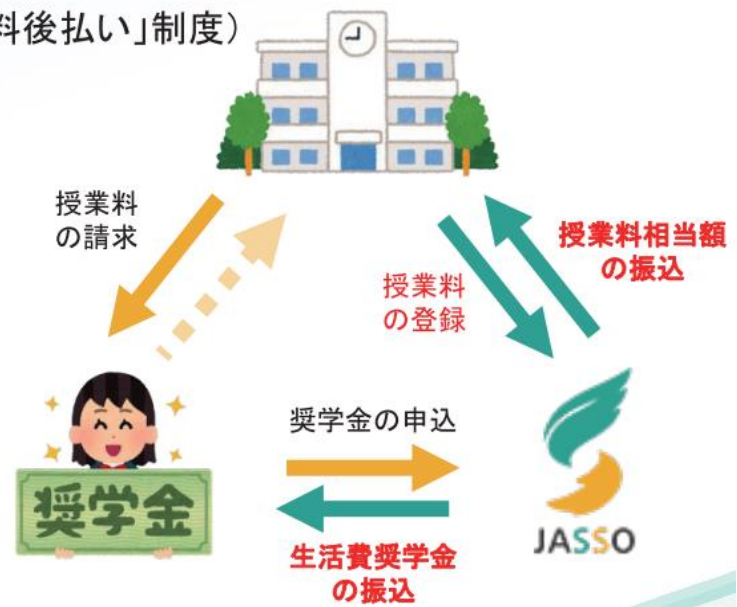 料後払い」制度）
授業料
の請求
授業料相当額
の振込
授業料
の登録
奨学金の申込
奨学金
JASSO
生活費奨学金
の振込